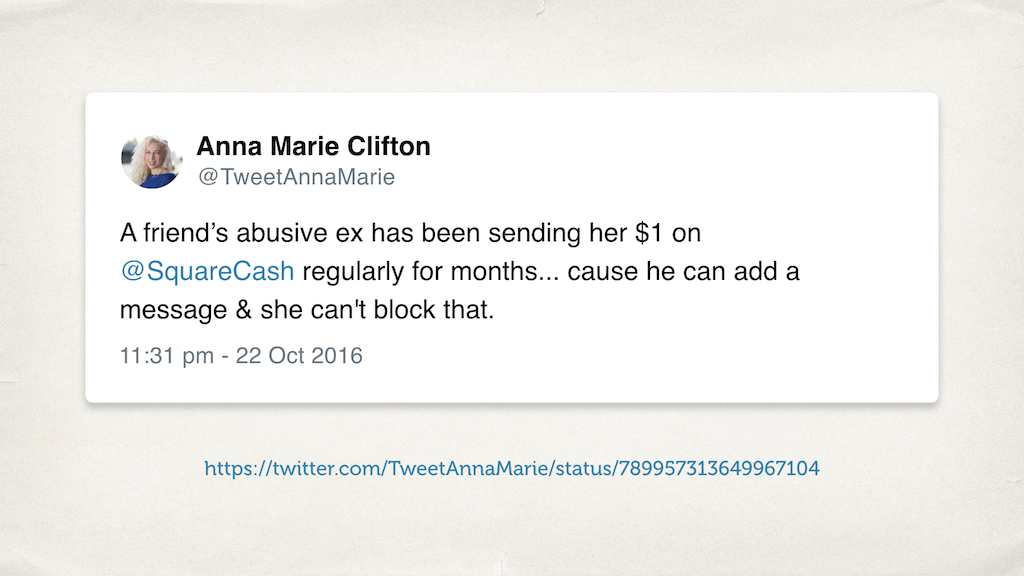 Anna Marie Clifton
@TweetAnnaMarie
A friend’s abusive ex has been sending her $1 on
@SquareCash regularly for months... cause he can add a
message & she can't block that.
11:31 pm - 22 Oct 2016
https://twitter.com/TweetAnnaMarie/status/789957313649967104